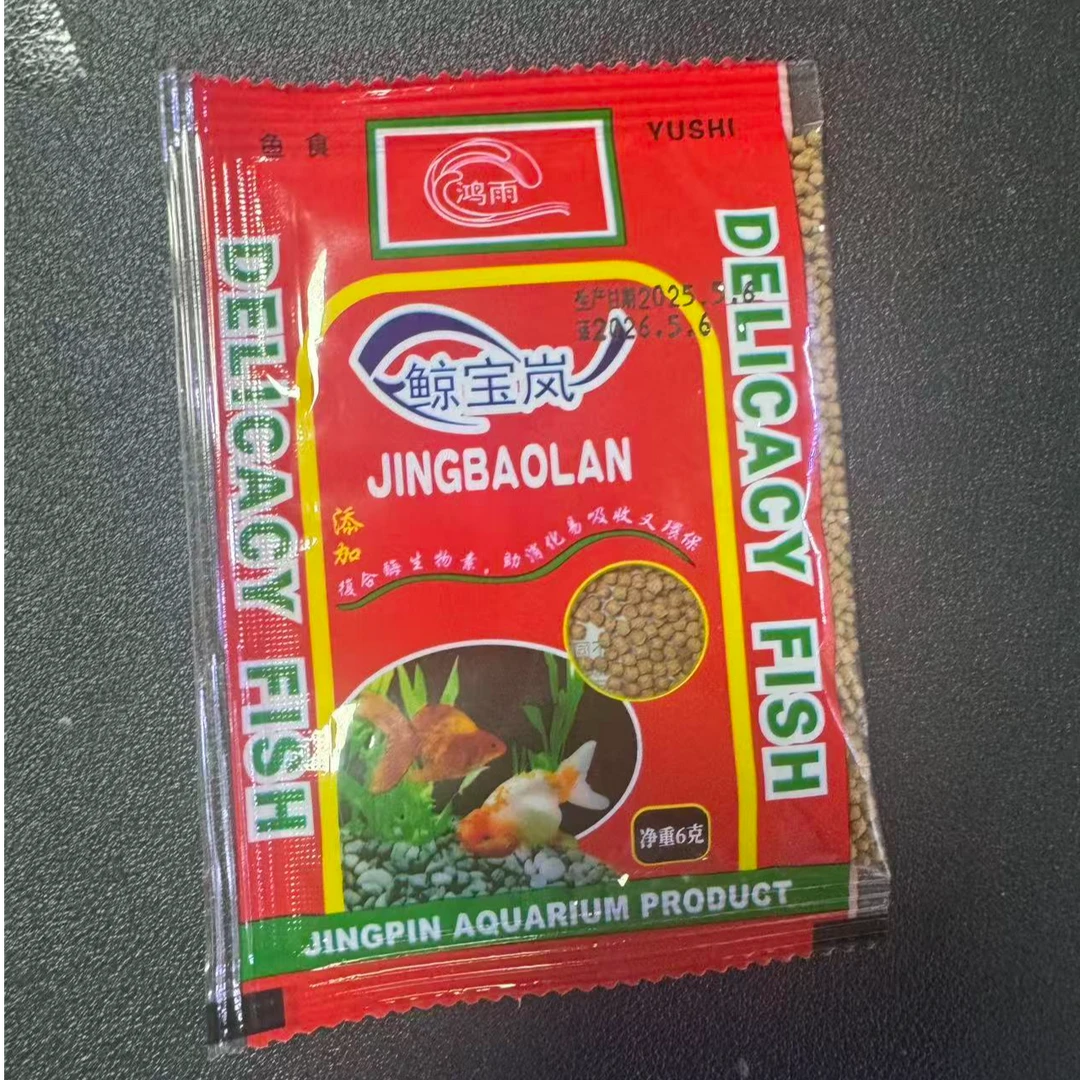 鱼食
YUSHI
鸿雨
DELICACY FISH
DELICACY FISH
生产日期2025.5.6
2026.5.6
鲸宝岚
JINGBAOLAN
添加
復合酶生物素，助消化易吸收又環保
净重6克
JINGPIN AQUARIUM PRODUCT